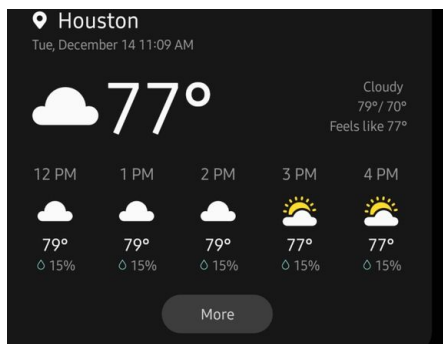 Houston
Tue, December 14 11:09 AM
77°
Cloudy
79°/ 70°
Feels like 77°
12 PM 1 PM 2 PM 3 PM 4 PM
79° 79° 79° 77° 77°
15% 15% 15% 15% 15%
More